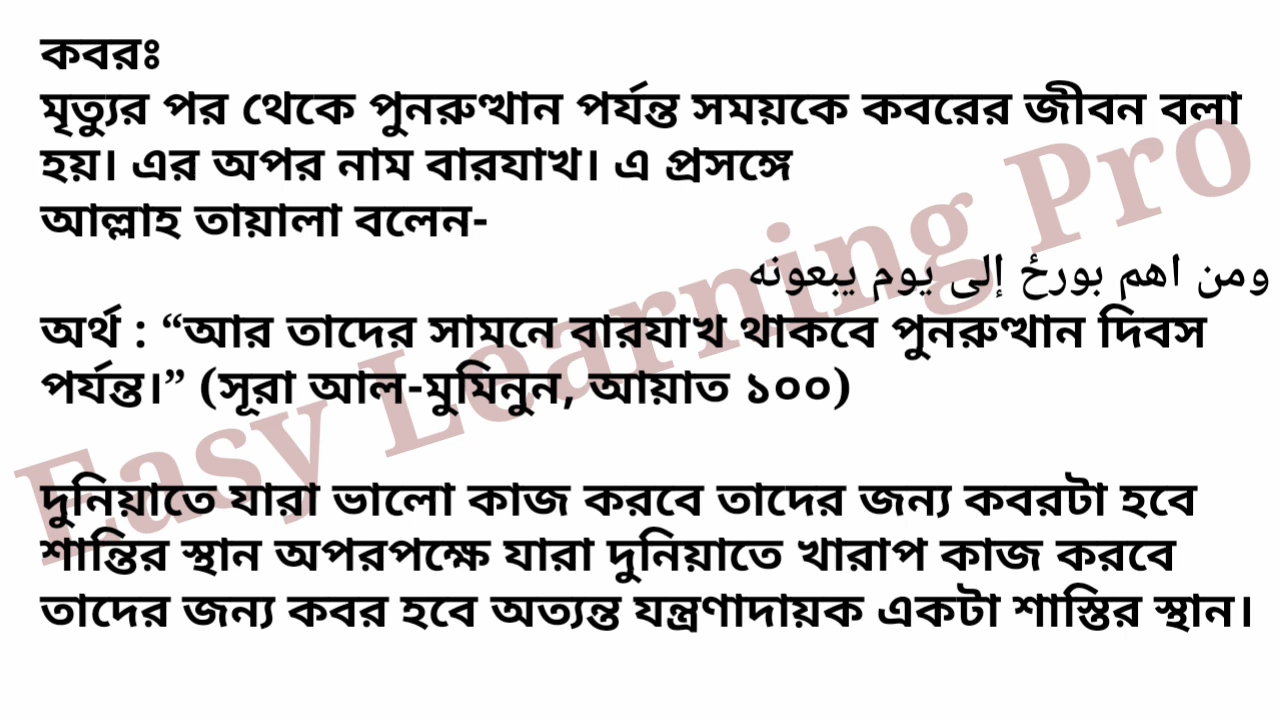 কবরঃ
মৃত্যুর পর থেকে পুনরুত্থান পর্যন্ত সময়কে কবরের জীবন বলা
হয়। এর অপর নাম বারযাখ। এ প্রসঙ্গে
আল্লাহ তায়ালা বলেন-
ومن اهم بورخ إلى يوم يبعونه
অর্থ : “আর তাদের সামনে বারযাখ থাকবে পুনরুত্থান দিবস
পর্যন্ত।” (সূরা আল-মুমিনুন, আয়াত ১০০)
দুনিয়াতে যারা ভালো কাজ করবে তাদের জন্য কবরটা হবে
শান্তির স্থান অপরপক্ষে যারা দুনিয়াতে খারাপ কাজ করবে
তাদের জন্য কবর হবে অত্যন্ত যন্ত্রণাদায়ক একটা শাস্তির স্থান।
Easy Learning Pro